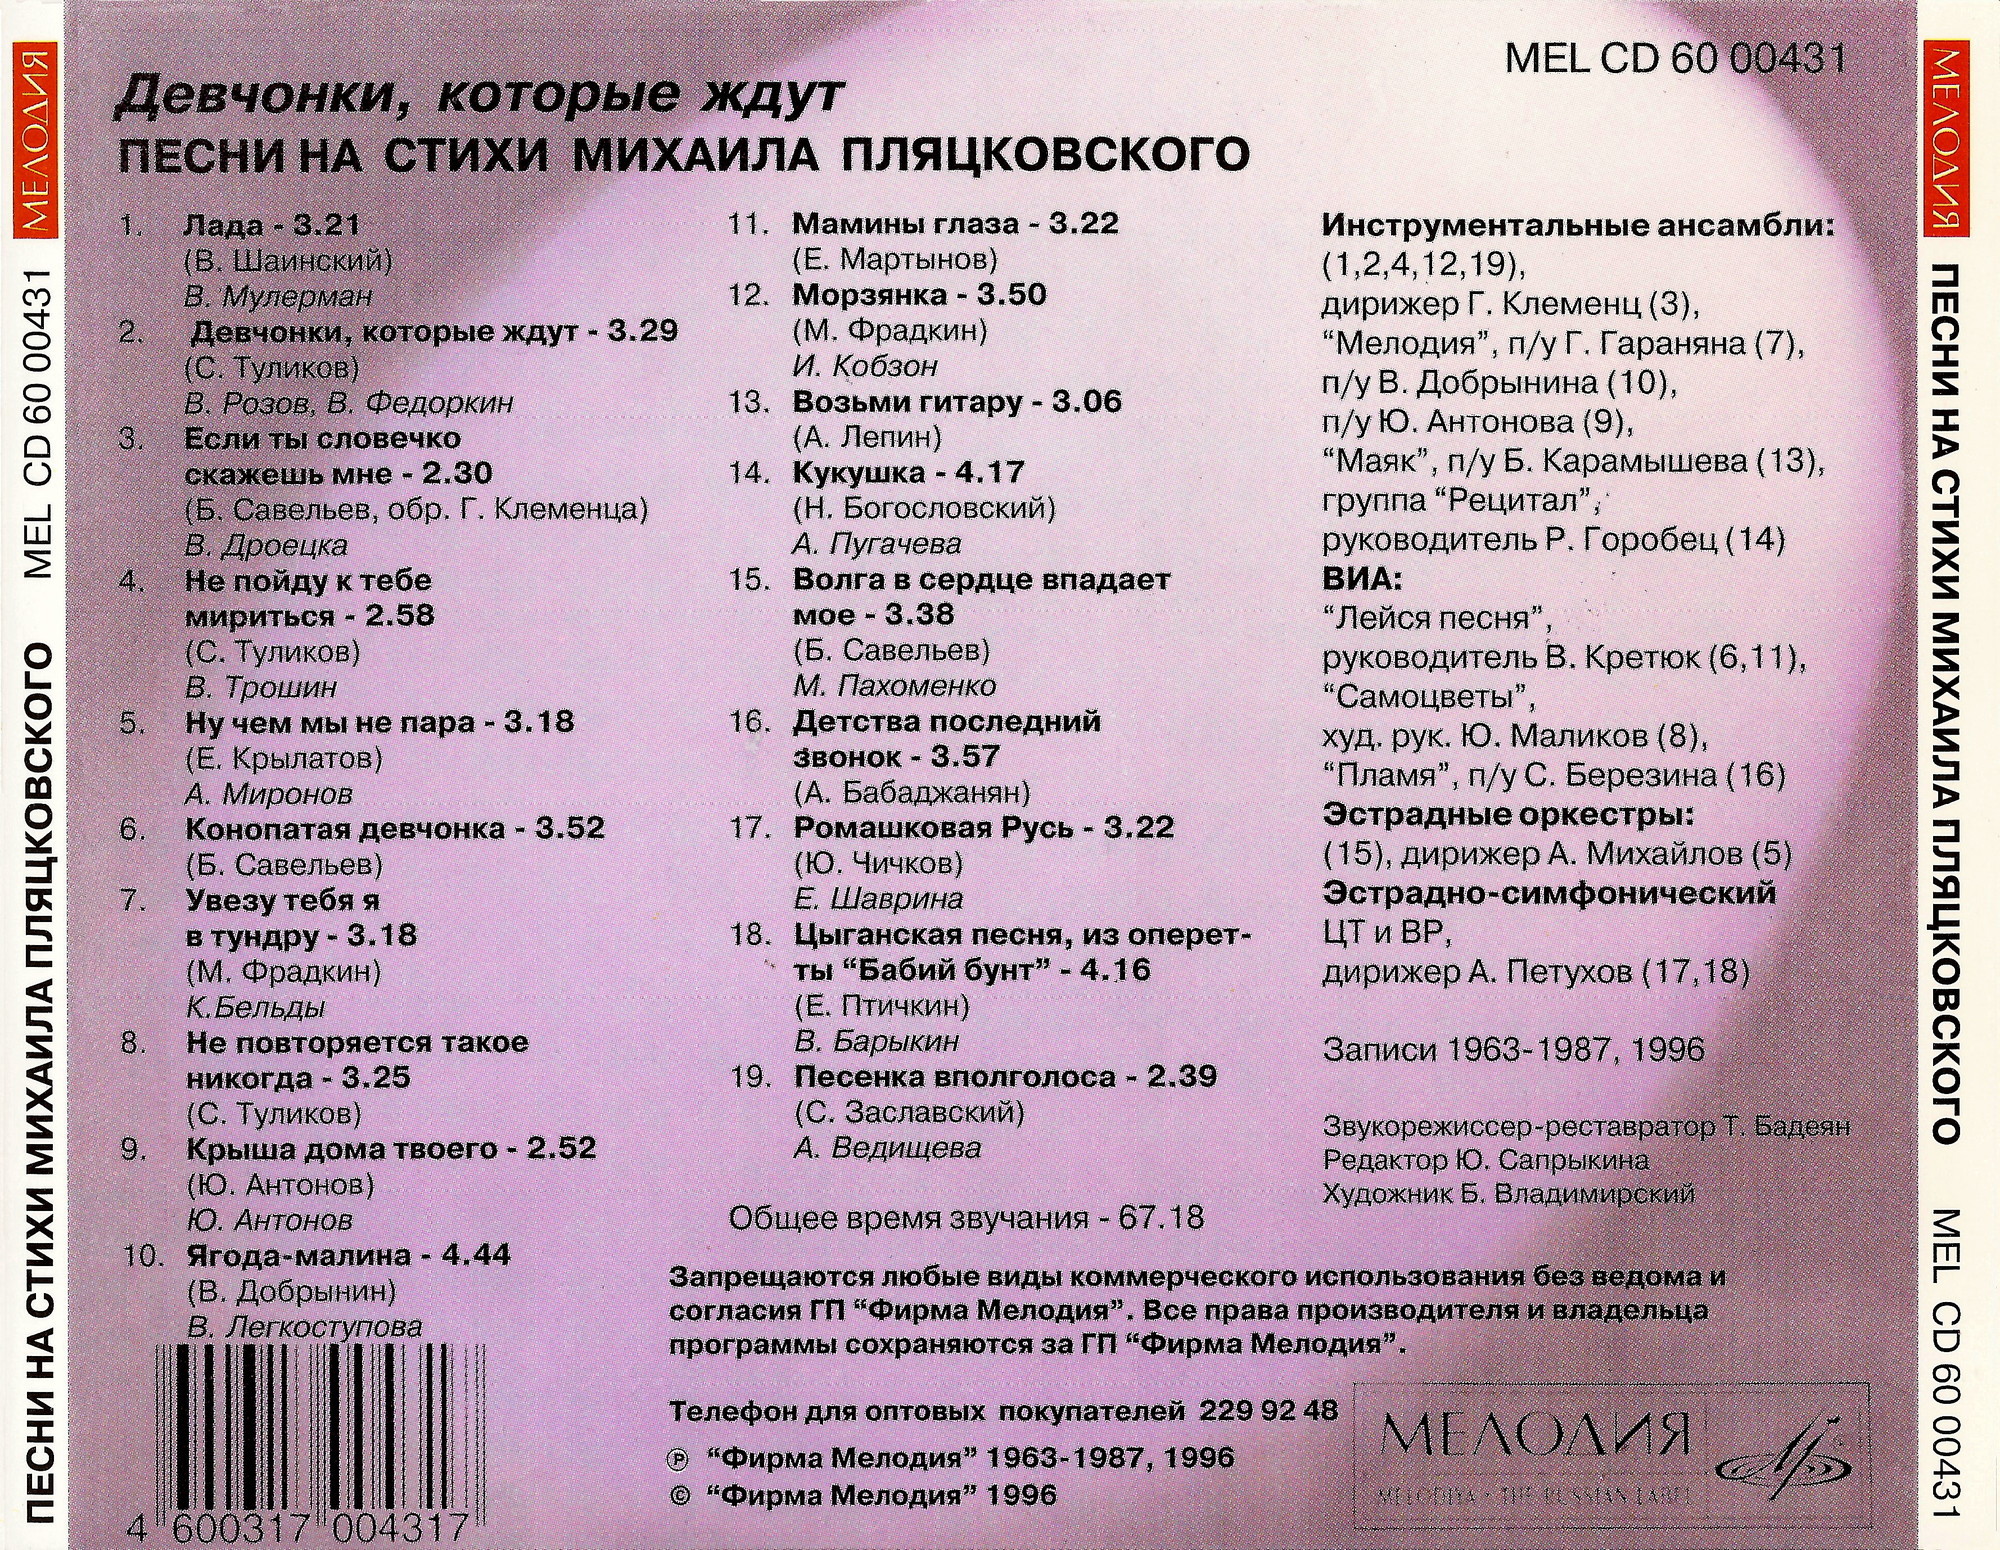 МЕЛОДИЯ
MEL CD 60 00431
ПЕСНИ НА СТИХИ МИХАИЛА ПЛЯЦКОВСКОГО
MEL CD 60 00431
Девчонки, которые ждут
ПЕСНИ НА СТИХИ МИХАИЛА ПЛЯЦКОВСКОГО
1. Лада - 3.21
(В. Шаинский)
В. Мулерман
2. Девчонки, которые ждут - 3.29
(С. Туликов)
В. Розов, В. Федоркин
3. Если ты словечко
скажешь мне - 2.30
(Б. Савельев, обр. Г. Клеменца)
В. Дроецка
4. Не пойду к тебе
мириться - 2.58
(С. Туликов)
В. Трошин
5. Ну чем мы не пара - 3.18
(Е. Крылатов)
А. Миронов
6. Конопатая девчонка - 3.52
(Б. Савельев)
7. Увезу тебя я
в тундру - 3.18
(М. Фрадкин)
К.Бельды
8. Не повторяется такое
никогда - 3.25
(С. Туликов)
9. Крыша дома твоего - 2.52
(Ю. Антонов)
Ю. Антонов
10. Ягода-малина - 4.44
(В. Добрынин)
В. Легкоступова
4 600317 004317
11. Мамины глаза - 3.22
(Е. Мартынов)
12. Морзянка - 3.50
(М. Фрадкин)
И. Кобзон
13. Возьми гитару - 3.06
(А. Лепин)
14. Кукушка - 4.17
(Н. Богословский)
А. Пугачева
15. Волга в сердце впадает
мое - 3.38
(Б. Савельев)
М. Пахоменко
16. Детства последний
звонок - 3.57
(А. Бабаджанян)
17. Ромашковая Русь - 3.22
(Ю. Чичков)
Е. Шаврина
18. Цыганская песня, из оперет-
ты “Бабий бунт” - 4.16
(Е. Птичкин)
В. Барыкин
19. Песенка вполголоса - 2.39
(С. Заславский)
А. Ведищева
Общее время звучания - 67.18
Инструментальные ансамбли:
(1,2,4,12,19),
дирижер Г. Клеменц (3),
“Мелодия”, п/у Г. Гараняна (7),
п/у В. Добрынина (10),
п/у Ю. Антонова (9),
“Маяк”, п/у Б. Карамышева (13),
группа “Рецитал”,
руководитель Р. Горобец (14)
ВИА:
“Лейся песня”,
руководитель В. Кретюк (6,11),
“Самоцветы”,
худ. рук. Ю. Маликов (8),
“Пламя”, п/у С. Березина (16)
Эстрадные оркестры:
(15), дирижер А. Михайлов (5)
Эстрадно-симфонический
ЦТ и ВР,
дирижер А. Петухов (17,18)
Записи 1963-1987, 1996
Звукорежиссер-реставратор Т. Бадеян
Редактор Ю. Сапрыкина
Художник Б. Владимирский
Запрещаются любые виды коммерческого использования без ведома и
согласия ГП “Фирма Мелодия”. Все права производителя и владельца
программы сохраняются за ГП “Фирма Мелодия”.
Телефон для оптовых покупателей 229 92 48
℗ “Фирма Мелодия” 1963-1987, 1996
© “Фирма Мелодия” 1996
МЕЛОДИЯ
MELODIYA • THE RUSSIAN LABEL
МЕЛОДИЯ
ПЕСНИ НА СТИХИ МИХАИЛА ПЛЯЦКОВСКОГО
MEL CD 60 00431